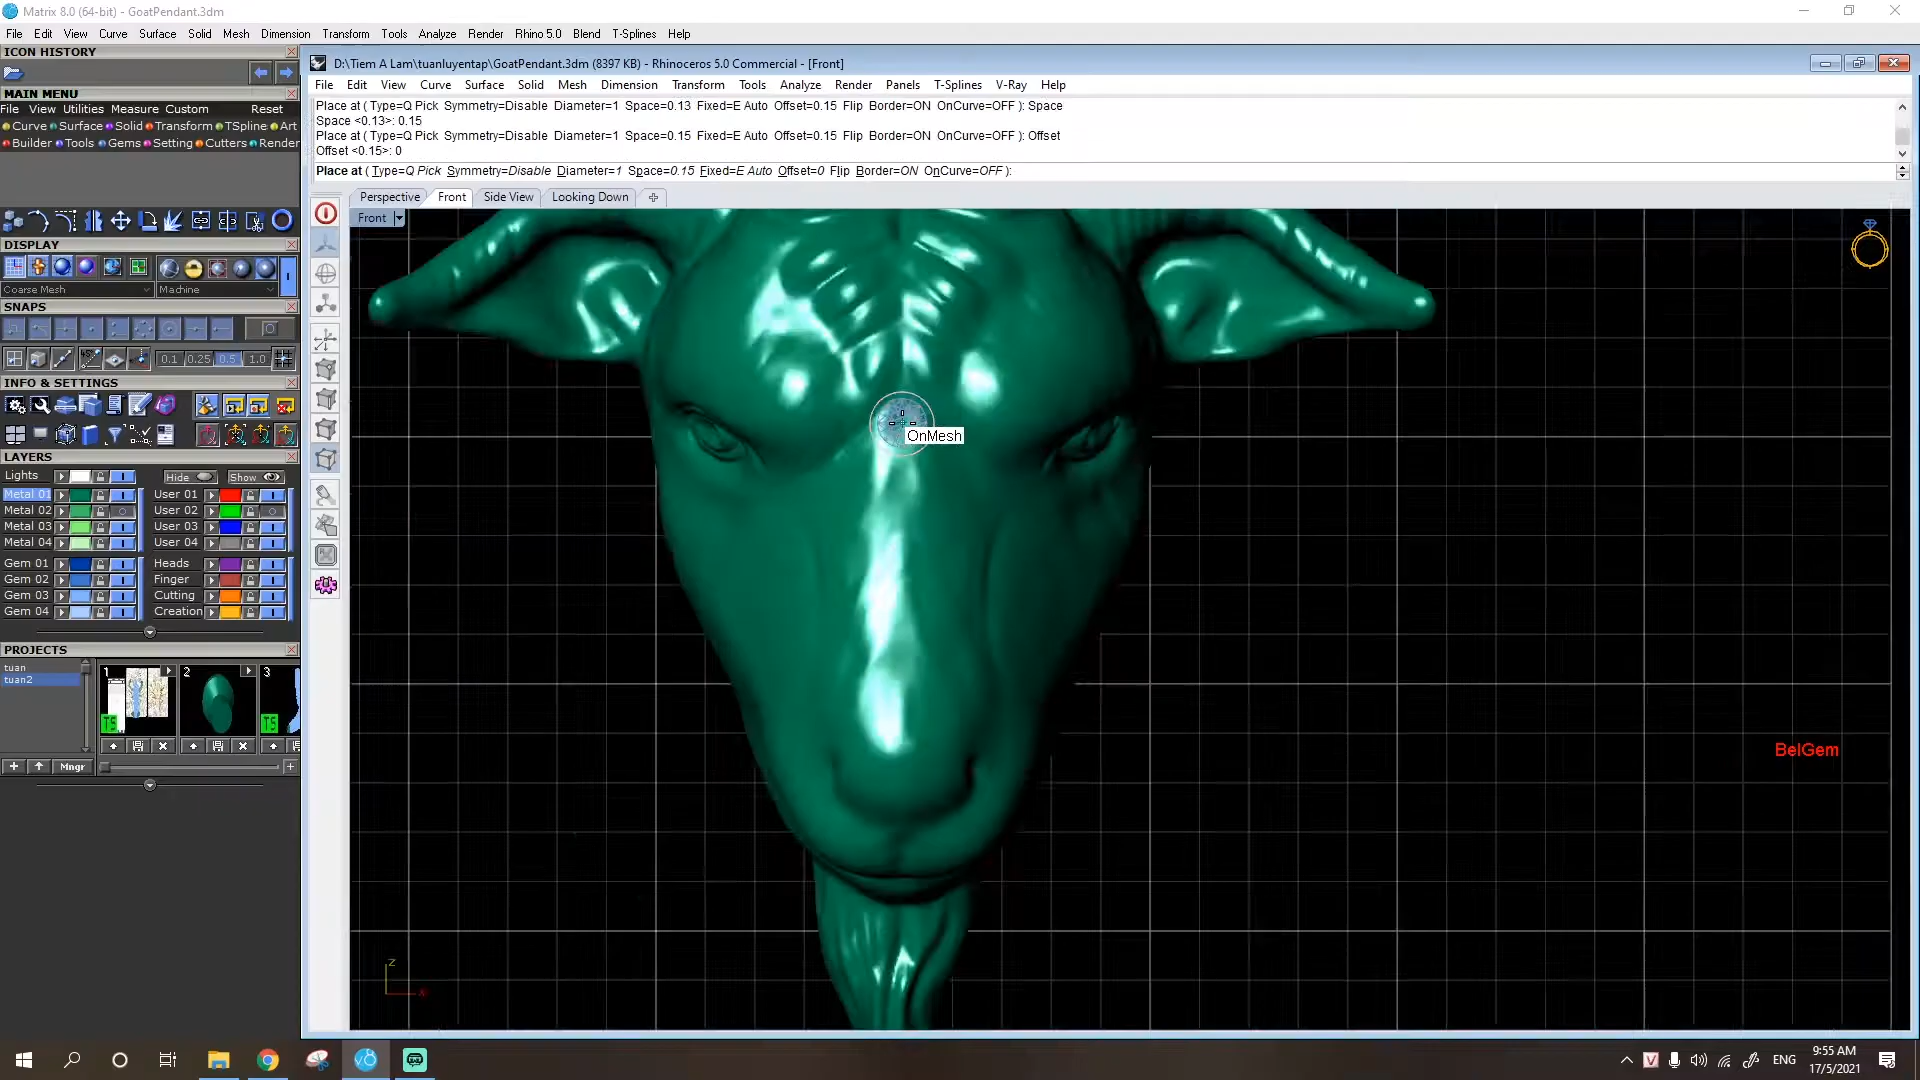 Matrix 8.0 (64-bit) - GoatPendant.3dm
File Edit View Curve Surface Solid Mesh Dimension Transform Tools Analyze Render Rhino 5.0 Blend T-Splines Help
ICON HISTORY
MAIN MENU
File View Utilities Measure Custom Reset
Curve Surface Solid Transform TSpline Art
Builder Tools Gems Setting Cutters Render
DISPLAY
Coarse Mesh Machine
SNAPS
0.1 0.25 0.5 1.0
INFO & SETTINGS
LAYERS
Lights Hide Show
Metal 01 User 01
Metal 02 User 02
Metal 03 User 03
Metal 04 User 04
Gem 01 Heads
Gem 02 Finger
Gem 03 Cutting
Gem 04 Creation
PROJECTS
tuan
tuan2
1 2 3
TS TS
Mngr
D:\Tiem A Lam\tuanluyentap\GoatPendant.3dm (8397 KB) - Rhinoceros 5.0 Commercial - [Front]
File Edit View Curve Surface Solid Mesh Dimension Transform Tools Analyze Render Panels T-Splines V-Ray Help
Place at ( Type=Q Pick Symmetry=Disable Diameter=1 Space=0.13 Fixed=E Auto Offset=0.15 Flip Border=ON OnCurve=OFF ): Space
Space <0.13>: 0.15
Place at ( Type=Q Pick Symmetry=Disable Diameter=1 Space=0.15 Fixed=E Auto Offset=0.15 Flip Border=ON OnCurve=OFF ): Offset
Offset <0.15>: 0
Place at ( Type=Q Pick Symmetry=Disable Diameter=1 Space=0.15 Fixed=E Auto Offset=0 Flip Border=ON OnCurve=OFF ):
Perspective Front Side View Looking Down
Front
OnMesh
BelGem
z
x
ENG
9:55 AM
17/5/2021